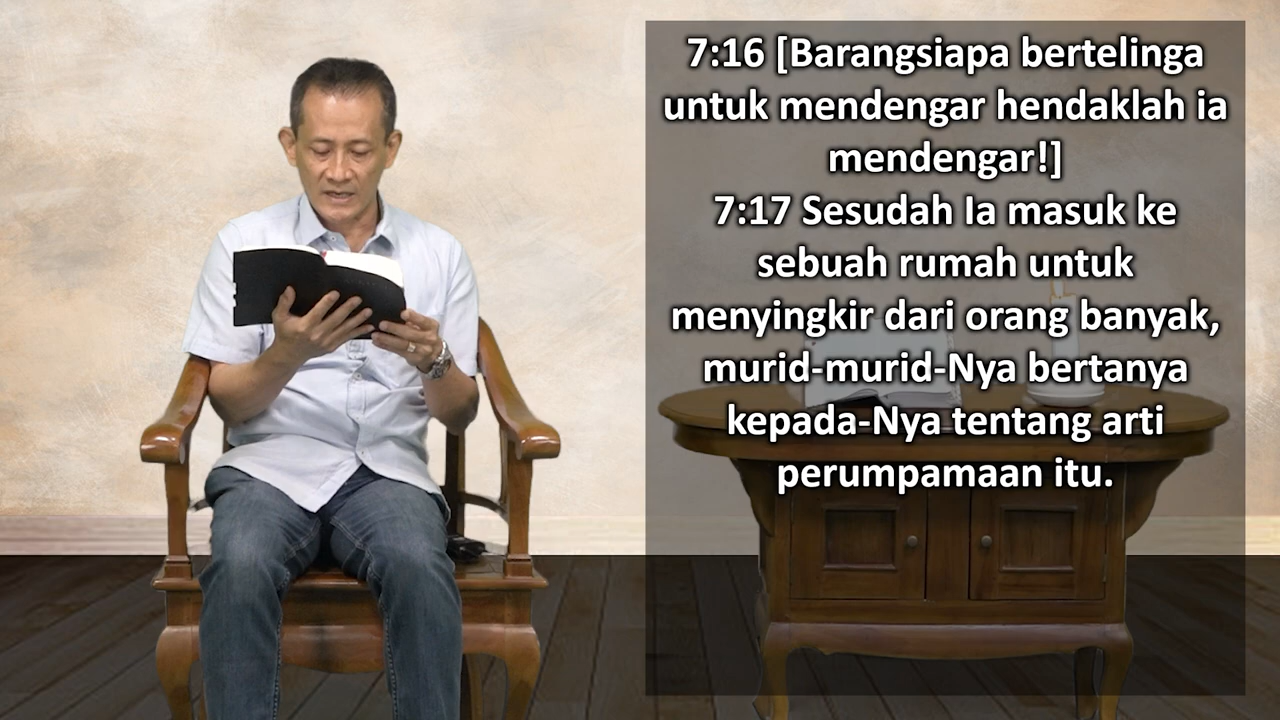 7:16 [Barangsiapa bertelinga
untuk mendengar hendaklah ia
mendengar!]
7:17 Sesudah Ia masuk ke
sebuah rumah untuk
menyingkir dari orang banyak,
murid-murid-Nya bertanya
kepada-Nya tentang arti
perumpamaan itu.